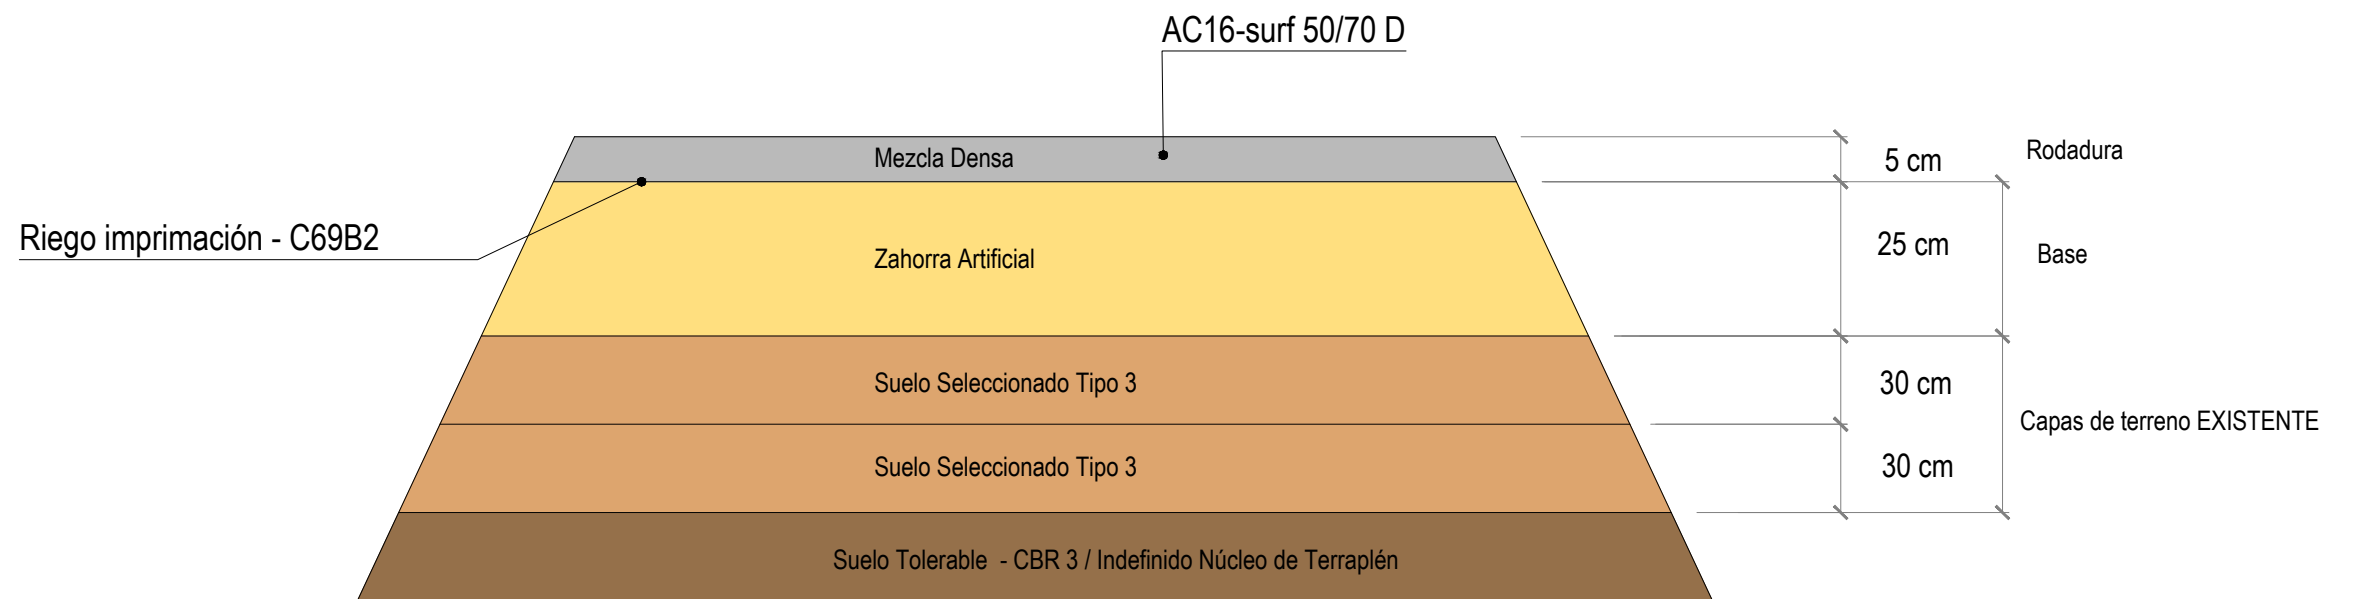 AC16-surf 50/70 D
Mezcla Densa
5 cm
Rodadura
Riego imprimación - C69B2
Zahorra Artificial
25 cm
Base
Suelo Seleccionado Tipo 3
30 cm
Capas de terreno EXISTENTE
Suelo Seleccionado Tipo 3
30 cm
Suelo Tolerable - CBR 3 / Indefinido Núcleo de Terraplén